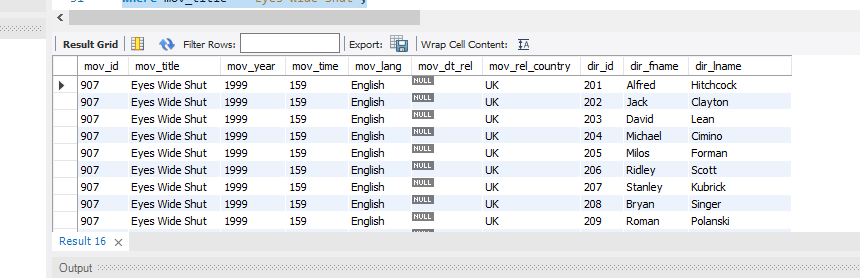 where mov_title = 'Eyes Wide Shut';
Result Grid Filter Rows: Export: Wrap Cell Content: IA
mov_id mov_title mov_year mov_time mov_lang mov_dt_rel mov_rel_country dir_id dir_fname dir_lname
907 Eyes Wide Shut 1999 159 English NULL UK 201 Alfred Hitchcock
907 Eyes Wide Shut 1999 159 English NULL UK 202 Jack Clayton
907 Eyes Wide Shut 1999 159 English NULL UK 203 David Lean
907 Eyes Wide Shut 1999 159 English NULL UK 204 Michael Cimino
907 Eyes Wide Shut 1999 159 English NULL UK 205 Milos Forman
907 Eyes Wide Shut 1999 159 English NULL UK 206 Ridley Scott
907 Eyes Wide Shut 1999 159 English NULL UK 207 Stanley Kubrick
907 Eyes Wide Shut 1999 159 English NULL UK 208 Bryan Singer
907 Eyes Wide Shut 1999 159 English NULL UK 209 Roman Polanski
Result 16
Output